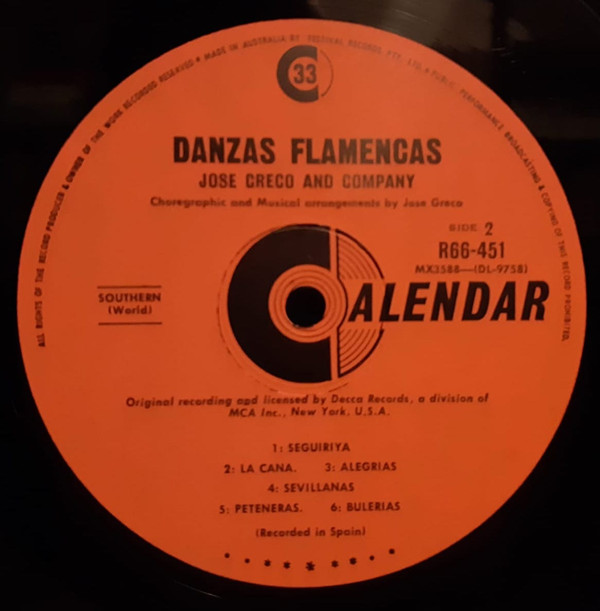 ALL RIGHTS OF THE RECORD PRODUCER & OWNER OF THE WORK RECORDED RESERVED • MADE IN AUSTRALIA BY FESTIVAL RECORDS PTY. LTD. • PUBLIC PERFORMANCE BROADCASTING & COPYING OF THIS RECORD PROHIBITED.
33
DANZAS FLAMENCAS
JOSE GRECO AND COMPANY
Choregraphic and Musical arrangements by Jose Greco
SIDE 2
R66-451
MX3588—(DL-9758)
SOUTHERN
(World)
CALENDAR
Original recording and licensed by Decca Records, a division of
MCA Inc., New York, U.S.A.
1: SEGUIRIYA
2: LA CANA. 3: ALEGRIAS
4: SEVILLANAS
5: PETENERAS. 6: BULERIAS
(Recorded in Spain)